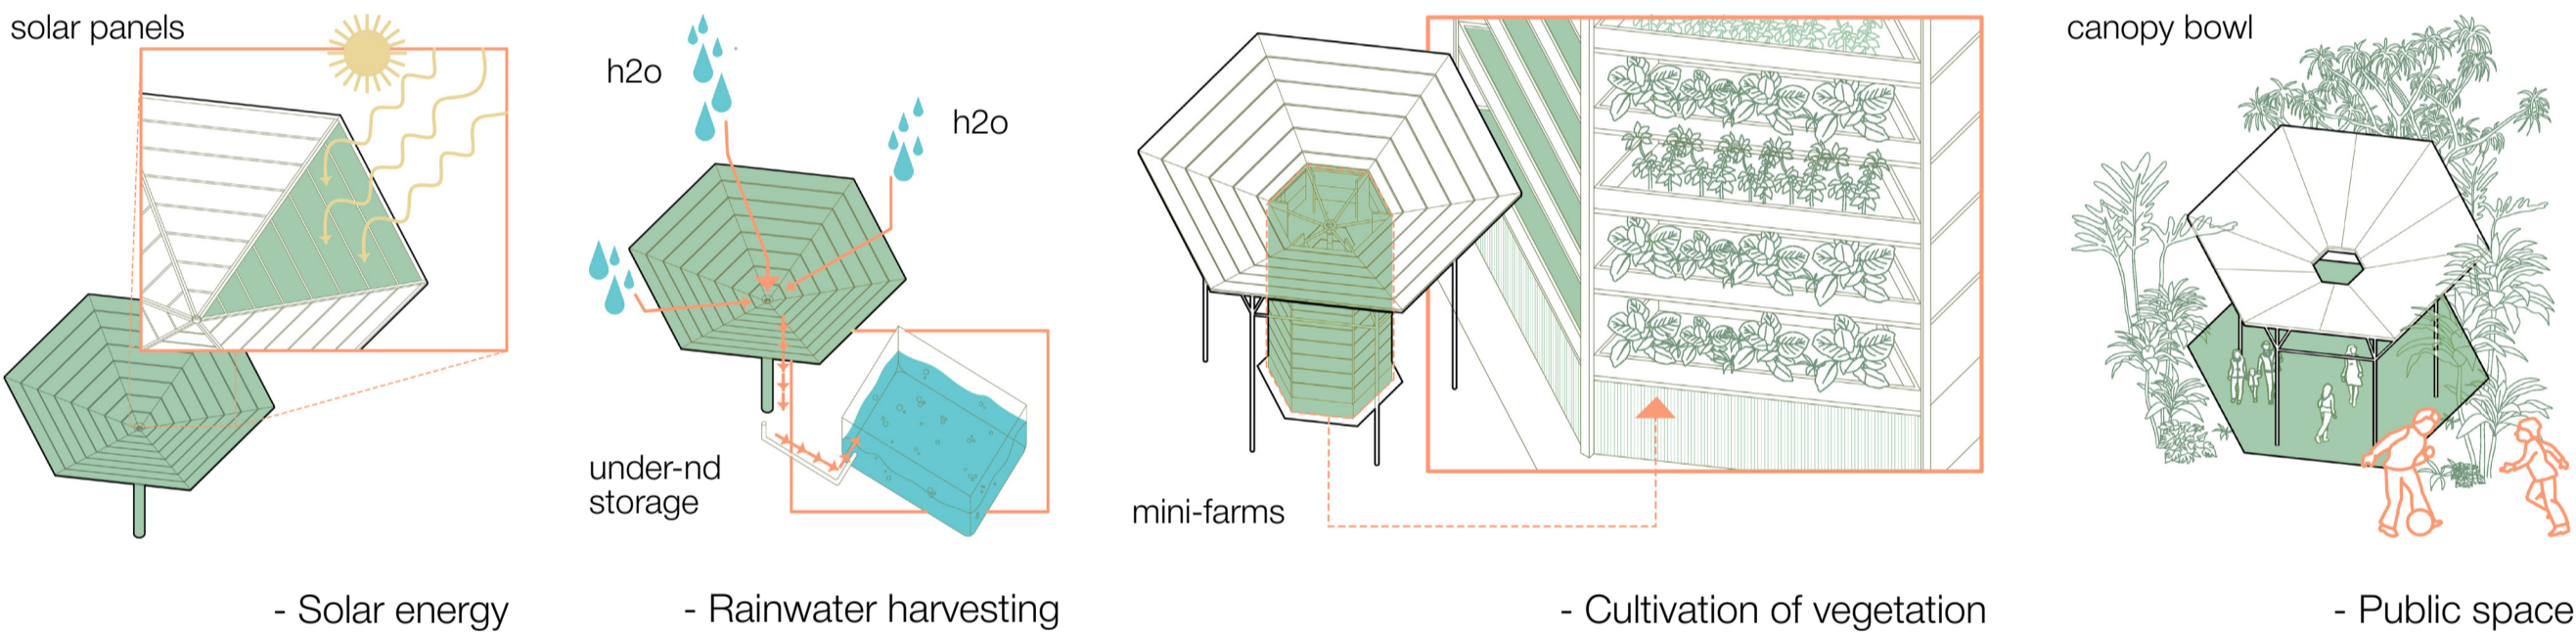 solar panels
- Solar energy
h2o
h2o
under-nd
storage
- Rainwater harvesting
mini-farms
- Cultivation of vegetation
canopy bowl
- Public space